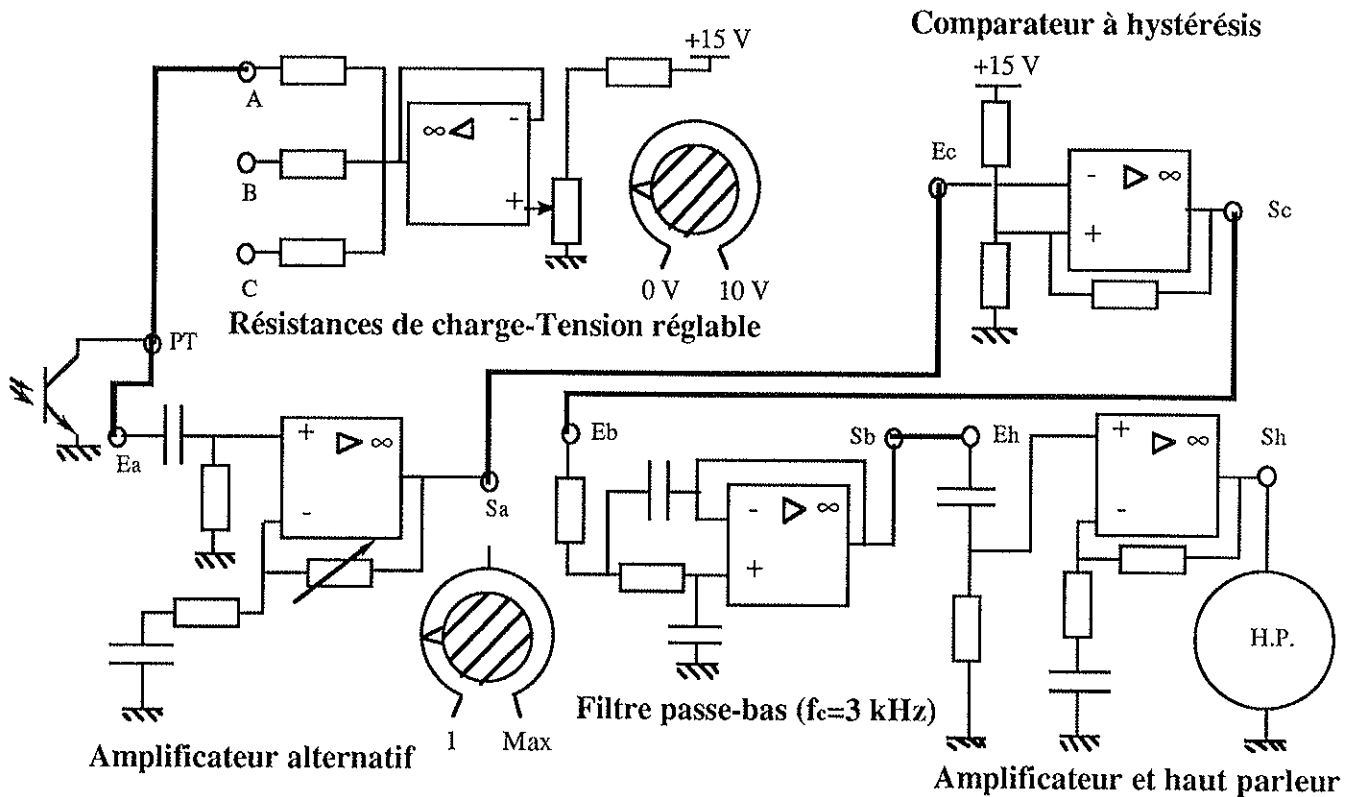 Comparateur à hystérésis
+15 V
+15 V
A
∞
-
B
+
C
0 V
10 V
Résistances de charge-Tension réglable
Ec
-
∞
+
Sc
PT
Ea
+
∞
-
Sa
1
Max
Amplificateur alternatif
Eb
-
∞
+
Sb
Filtre passe-bas (fc=3 kHz)
Eh
+
∞
-
Sh
H.P.
Amplificateur et haut parleur